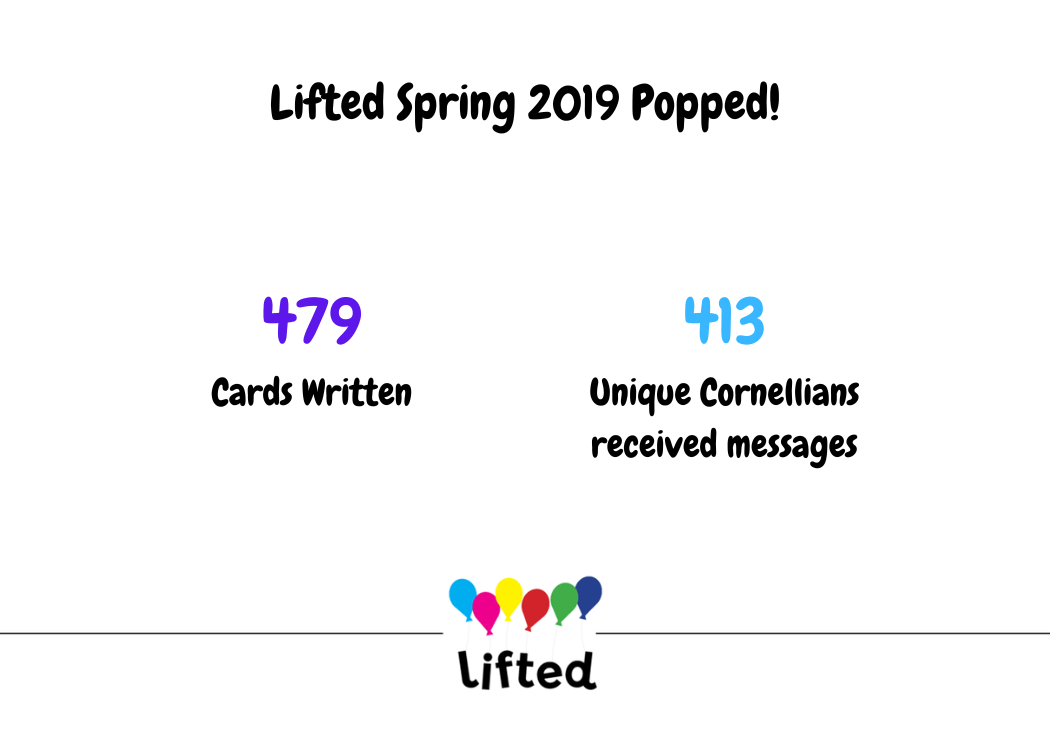 Lifted Spring 2019 Popped!
479
Cards Written
413
Unique Cornellians
received messages
Lifted